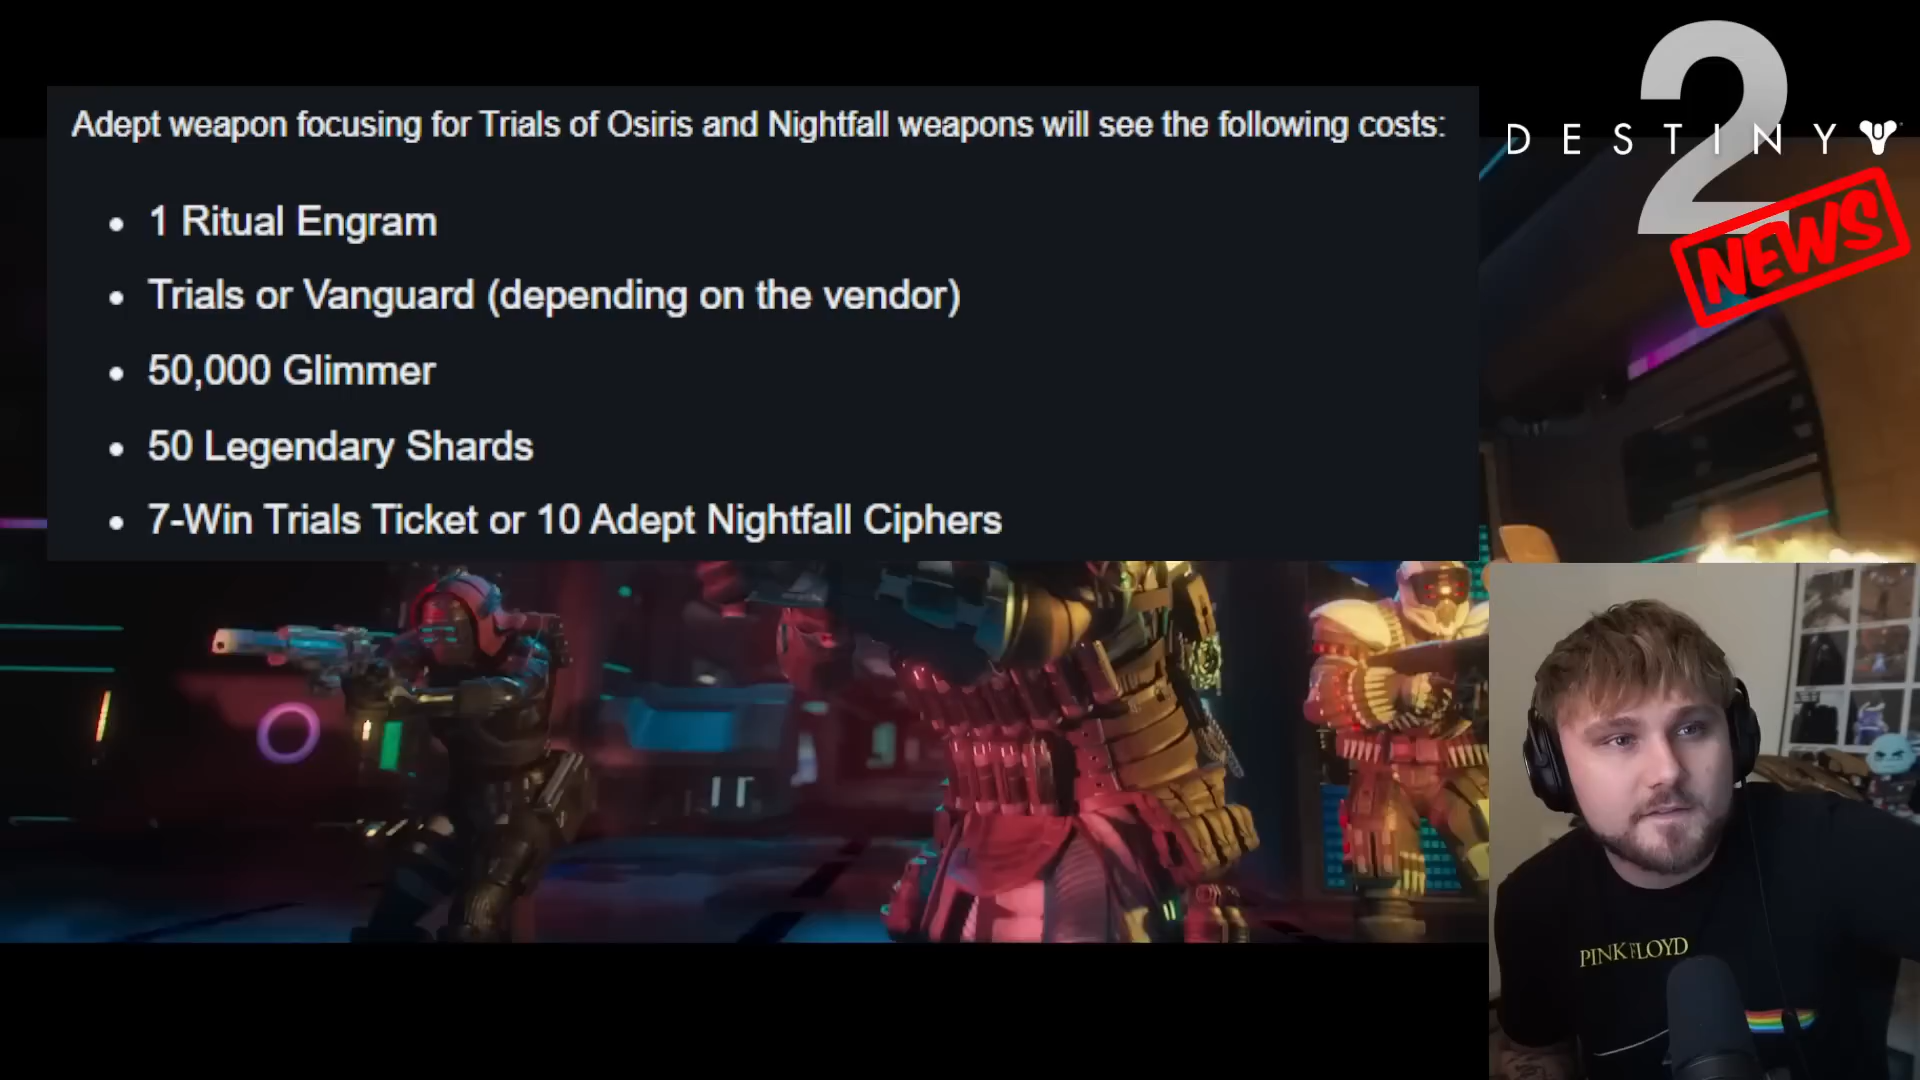 Adept weapon focusing for Trials of Osiris and Nightfall weapons will see the following costs:
1 Ritual Engram
Trials or Vanguard (depending on the vendor)
50,000 Glimmer
50 Legendary Shards
7-Win Trials Ticket or 10 Adept Nightfall Ciphers
2
DESTINY
NEWS
PINK FLOYD